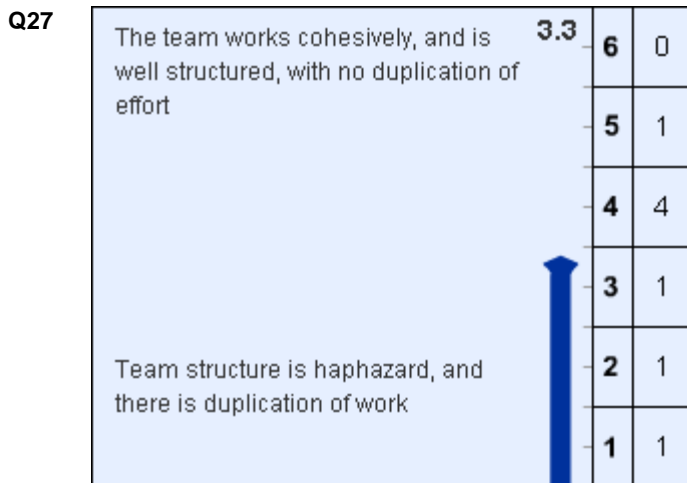 Q27
The team works cohesively, and is
well structured, with no duplication of
effort
3.3
6 0
5 1
4 4
3 1
Team structure is haphazard, and
there is duplication of work
2 1
1 1